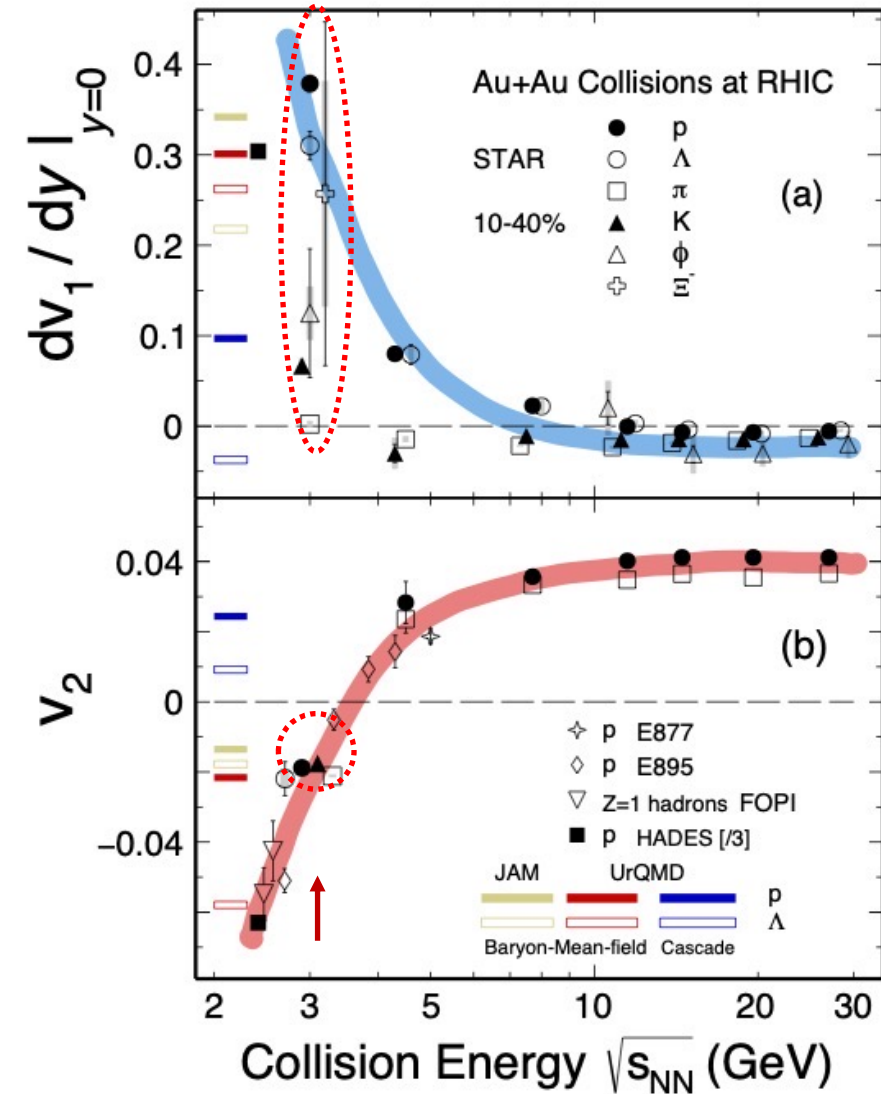 dv₁ / dy |y=0
0.4
0.3
0.2
0.1
0
Au+Au Collisions at RHIC
STAR
10-40%
p
Λ
π
K
ϕ
Ξ⁻
(a)
v₂
0.04
0
−0.04
(b)
p E877
p E895
Z=1 hadrons FOPI
p HADES [/3]
JAM UrQMD
p
Λ
Baryon-Mean-field Cascade
2 3 5 10 20 30
Collision Energy √sNN (GeV)